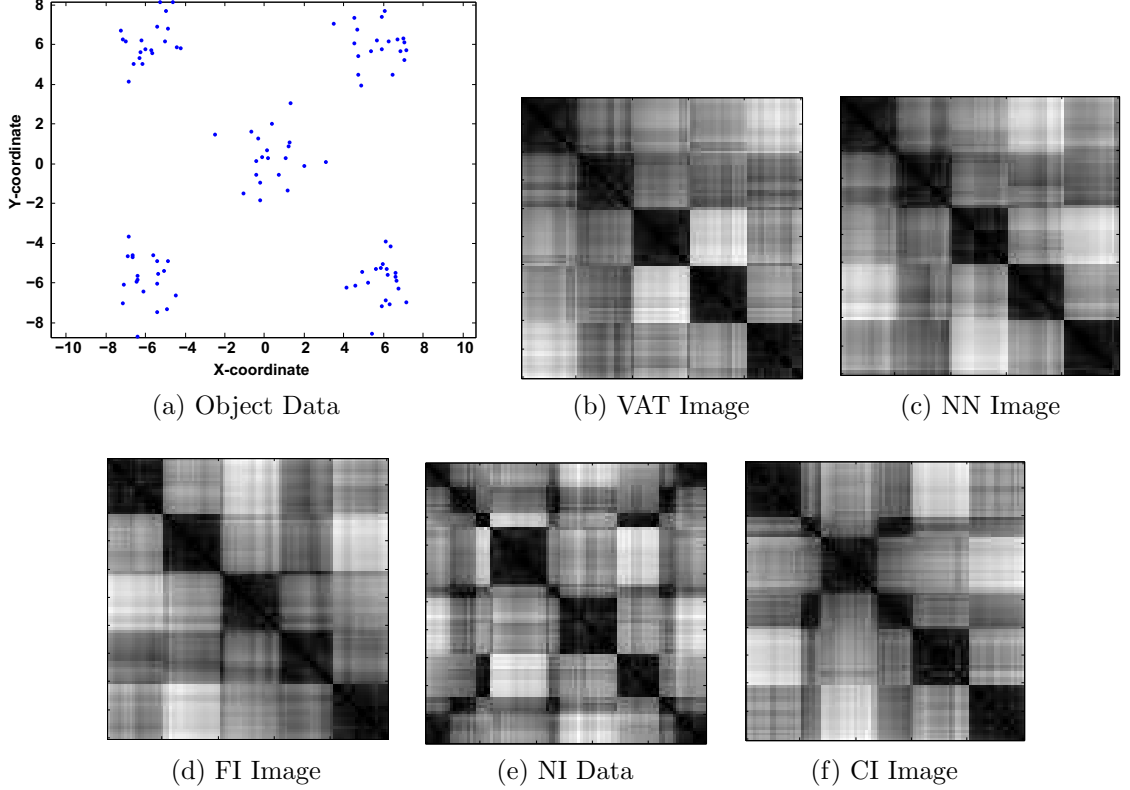 8
6
4
2
0
−2
−4
−6
−8
Y-coordinate
−10 −8 −6 −4 −2 0 2 4 6 8 10
X-coordinate
(a) Object Data
(b) VAT Image
(c) NN Image
(d) FI Image
(e) NI Data
(f) CI Image